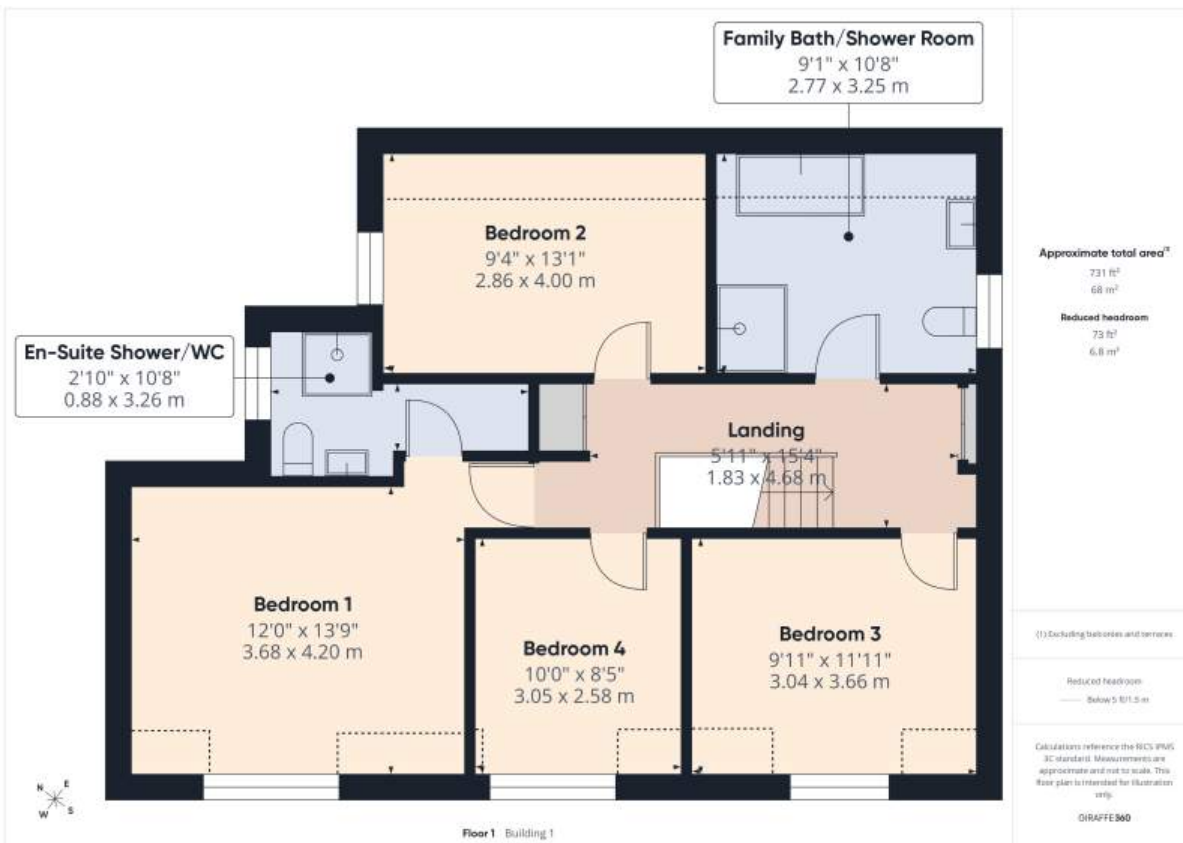 Family Bath/Shower Room
9'1" x 10'8"
2.77 x 3.25 m
Bedroom 2
9'4" x 13'1"
2.86 x 4.00 m
En-Suite Shower/WC
2'10" x 10'8"
0.88 x 3.26 m
Landing
5'11" x 15'4"
1.83 x 4.68 m
Bedroom 1
12'0" x 13'9"
3.68 x 4.20 m
Bedroom 4
10'0" x 8'5"
3.05 x 2.58 m
Bedroom 3
9'11" x 11'11"
3.04 x 3.66 m
N E
W S
Floor 1 Building 1
Approximate total area(1)
731 ft²
68 m²
Reduced headroom
73 ft²
6.8 m²
(1) Excluding balconies and terraces
Reduced headroom
Below 5 ft/1.5 m
Calculations reference the RICS IPMS
3C standard. Measurements are
approximate and not to scale. This
floor plan is intended for illustration
only.
GIRAFFE360